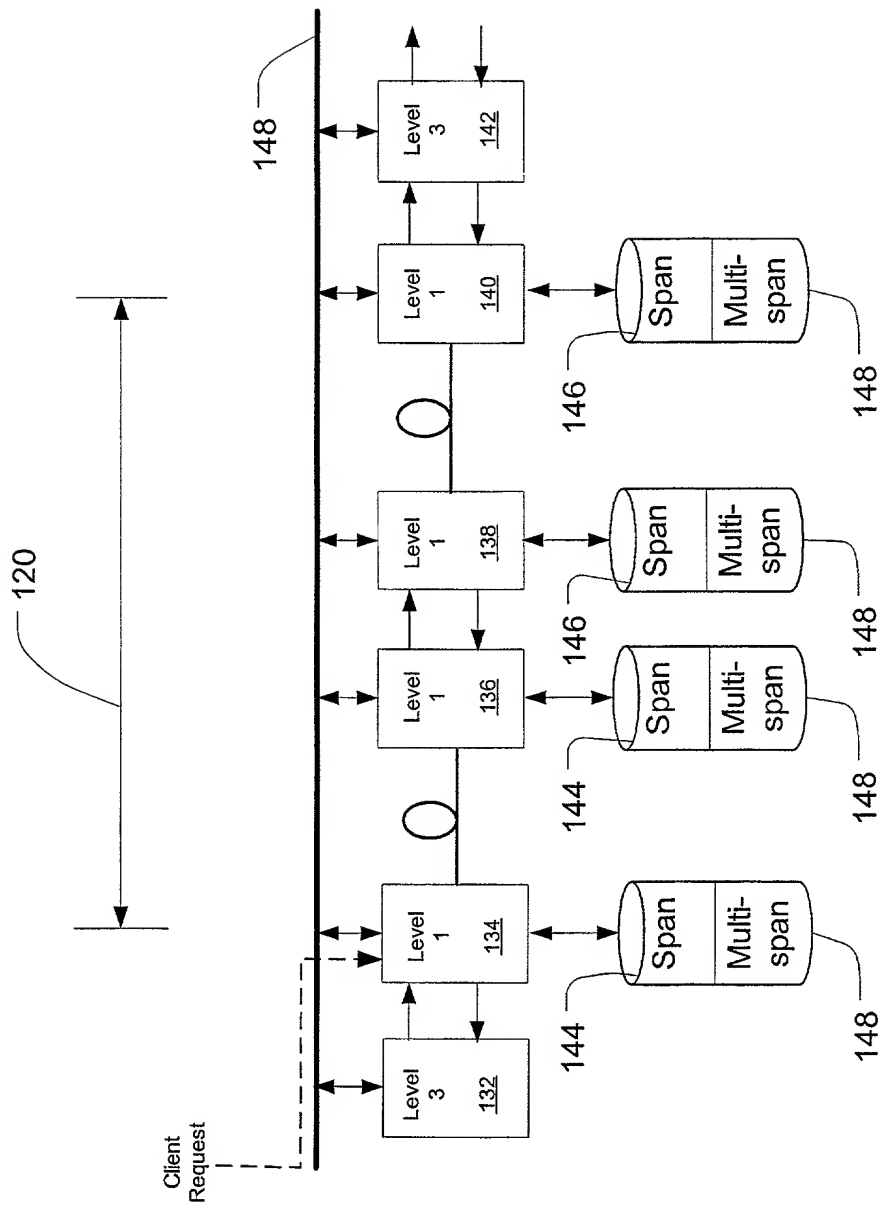 120
148
Client
Request
Level
3
132
Level
1
134
Level
1
136
Level
1
138
Level
1
140
Level
3
142
144
Span
Multi-
span
148
144
Span
Multi-
span
148
146
Span
Multi-
span
148
146
Span
Multi-
span
148